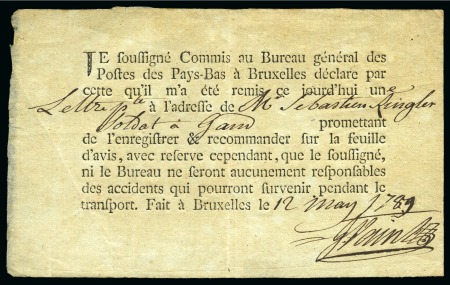 JE soussigné Commis au Bureau général des
Postes des Pays-Bas à Bruxelles déclare par
cette qu'il m'a été remis ce jourd'hui un
Lettre à l'adresse de Mr Sebastien Zingler
Soldat à Gand promettant
de l'enregistrer & recommander sur la feuille
d'avis, avec reserve cependant, que le soussigné,
ni le Bureau ne seront aucunement responsables
des accidents qui pourront survenir pendant le
transport. Fait à Bruxelles le 12 may 1789